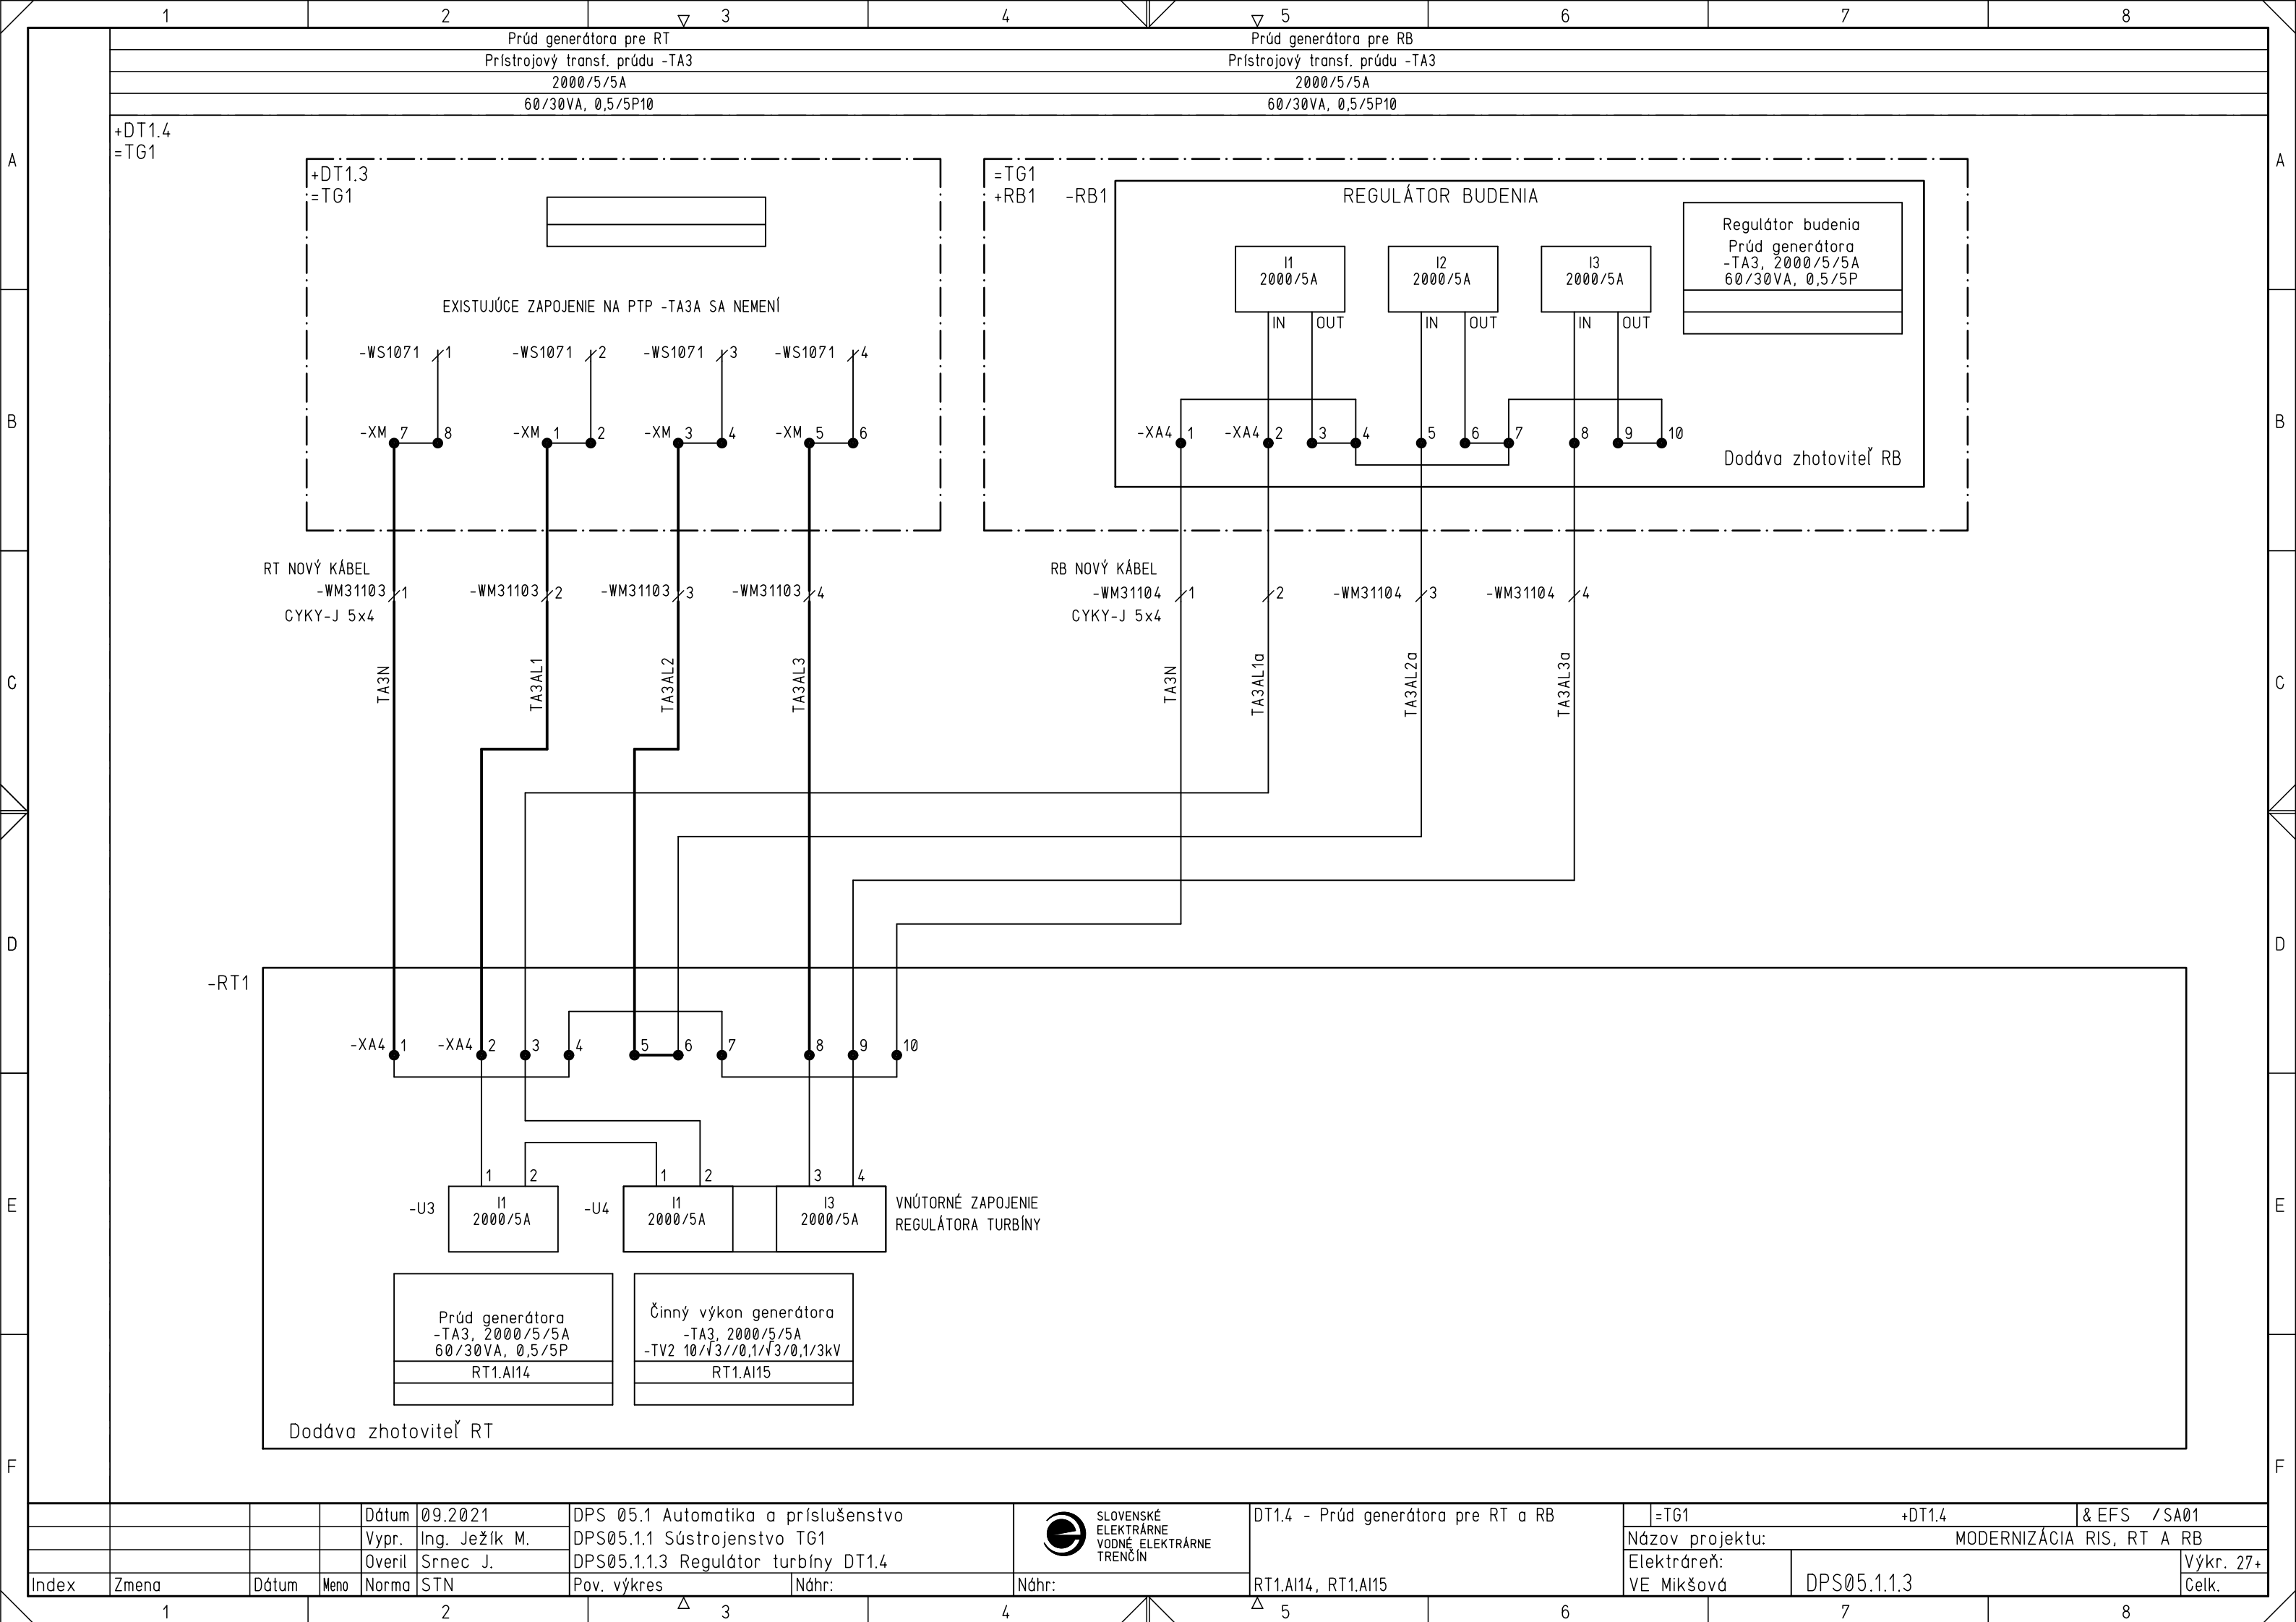 1 2 3 4 5 6 7 8
Prúd generátora pre RT
Prúd generátora pre RB
Prístrojový transf. prúdu -TA3
Prístrojový transf. prúdu -TA3
2000/5/5A
2000/5/5A
60/30VA, 0,5/5P10
60/30VA, 0,5/5P10
+DT1.4
=TG1
A
A
+DT1.3
=TG1
=TG1
+RB1 -RB1
REGULÁTOR BUDENIA
Regulátor budenia
Prúd generátora
-TA3, 2000/5/5A
60/30VA, 0,5/5P
I1
2000/5A
I2
2000/5A
I3
2000/5A
IN OUT IN OUT IN OUT
EXISTUJÚCE ZAPOJENIE NA PTP -TA3A SA NEMENÍ
-WS1071 1 -WS1071 2 -WS1071 3 -WS1071 4
B
B
-XM 7 8 -XM 1 2 -XM 3 4 -XM 5 6
-XA4 1 -XA4 2 3 4 5 6 7 8 9 10
Dodáva zhotoviteľ RB
RT NOVÝ KÁBEL
-WM31103 1 -WM31103 2 -WM31103 3 -WM31103 4
CYKY-J 5x4
RB NOVÝ KÁBEL
-WM31104 1 2 -WM31104 3 -WM31104 4
CYKY-J 5x4
C
C
TA3N
TA3AL1
TA3AL2
TA3AL3
TA3N
TA3AL1a
TA3AL2a
TA3AL3a
D
D
-RT1
-XA4 1 -XA4 2 3 4 5 6 7 8 9 10
1 2 1 2 3 4
E
E
-U3
I1
2000/5A
-U4
I1
2000/5A
I3
2000/5A
VNÚTORNÉ ZAPOJENIE
REGULÁTORA TURBÍNY
Prúd generátora
-TA3, 2000/5/5A
60/30VA, 0,5/5P
RT1.AI14
Činný výkon generátora
-TA3, 2000/5/5A
-TV2 10/√3//0,1/√3/0,1/3kV
RT1.AI15
Dodáva zhotoviteľ RT
F
F
Index
Zmena
Dátum
Meno
Dátum 09.2021
Vypr. Ing. Ježík M.
Overil Srnec J.
Norma STN
DPS 05.1 Automatika a príslušenstvo
DPS05.1.1 Sústrojenstvo TG1
DPS05.1.1.3 Regulátor turbíny DT1.4
Pov. výkres
Náhr:
SLOVENSKÉ
ELEKTRÁRNE
VODNÉ ELEKTRÁRNE
TRENČÍN
Náhr:
DT1.4 - Prúd generátora pre RT a RB
RT1.AI14, RT1.AI15
=TG1
+DT1.4
& EFS /SA01
Názov projektu:
MODERNIZÁCIA RIS, RT A RB
Elektráreň:
VE Mikšová
DPS05.1.1.3
Výkr. 27+
Celk.
1 2 3 4 5 6 7 8